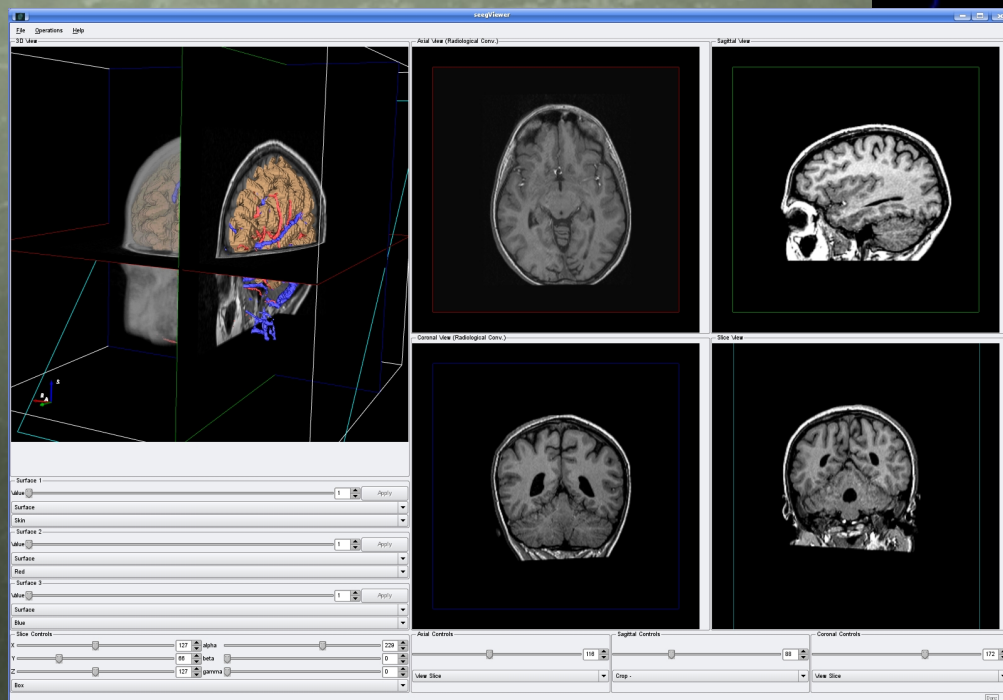 seegViewer
File Operations Help
3D View
Axial View (Radiological Conv.)
Sagittal View
S
R
A
Coronal View (Radiological Conv.)
Slice View
Surface 1
Value 1 Apply
Surface
Skin
Surface 2
Value 1 Apply
Surface
Red
Surface 3
Value 1 Apply
Surface
Blue
Slice Controls
X 127 alpha 229
Y 66 beta 0
Z 127 gamma 0
Box
Axial Controls
116
View Slice
Sagittal Controls
88
Crop -
Coronal Controls
172
View Slice